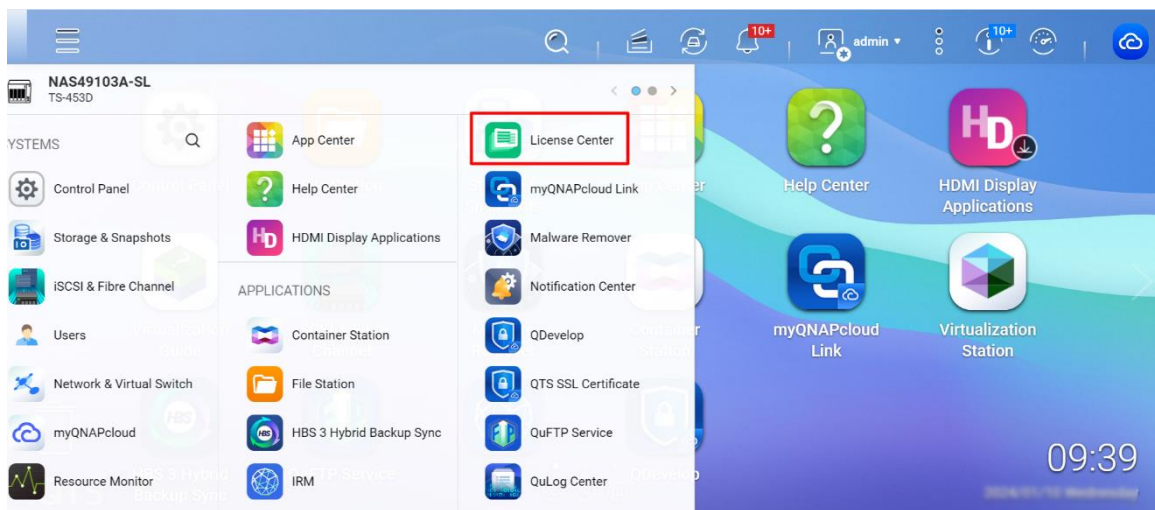 10+
admin
10+
NAS49103A-SL
TS-453D
YSTEMS
Control Panel
Storage & Snapshots
iSCSI & Fibre Channel
Users
Network & Virtual Switch
myQNAPcloud
Resource Monitor
App Center
Help Center
HD
HDMI Display Applications
APPLICATIONS
Container Station
File Station
HBS
HBS 3 Hybrid Backup Sync
IRM
License Center
myQNAPcloud Link
Malware Remover
Notification Center
QDevelop
QTS SSL Certificate
QuFTP Service
QuLog Center
Help Center
HD
HDMI Display
Applications
myQNAPcloud
Link
Virtualization
Station
09:39